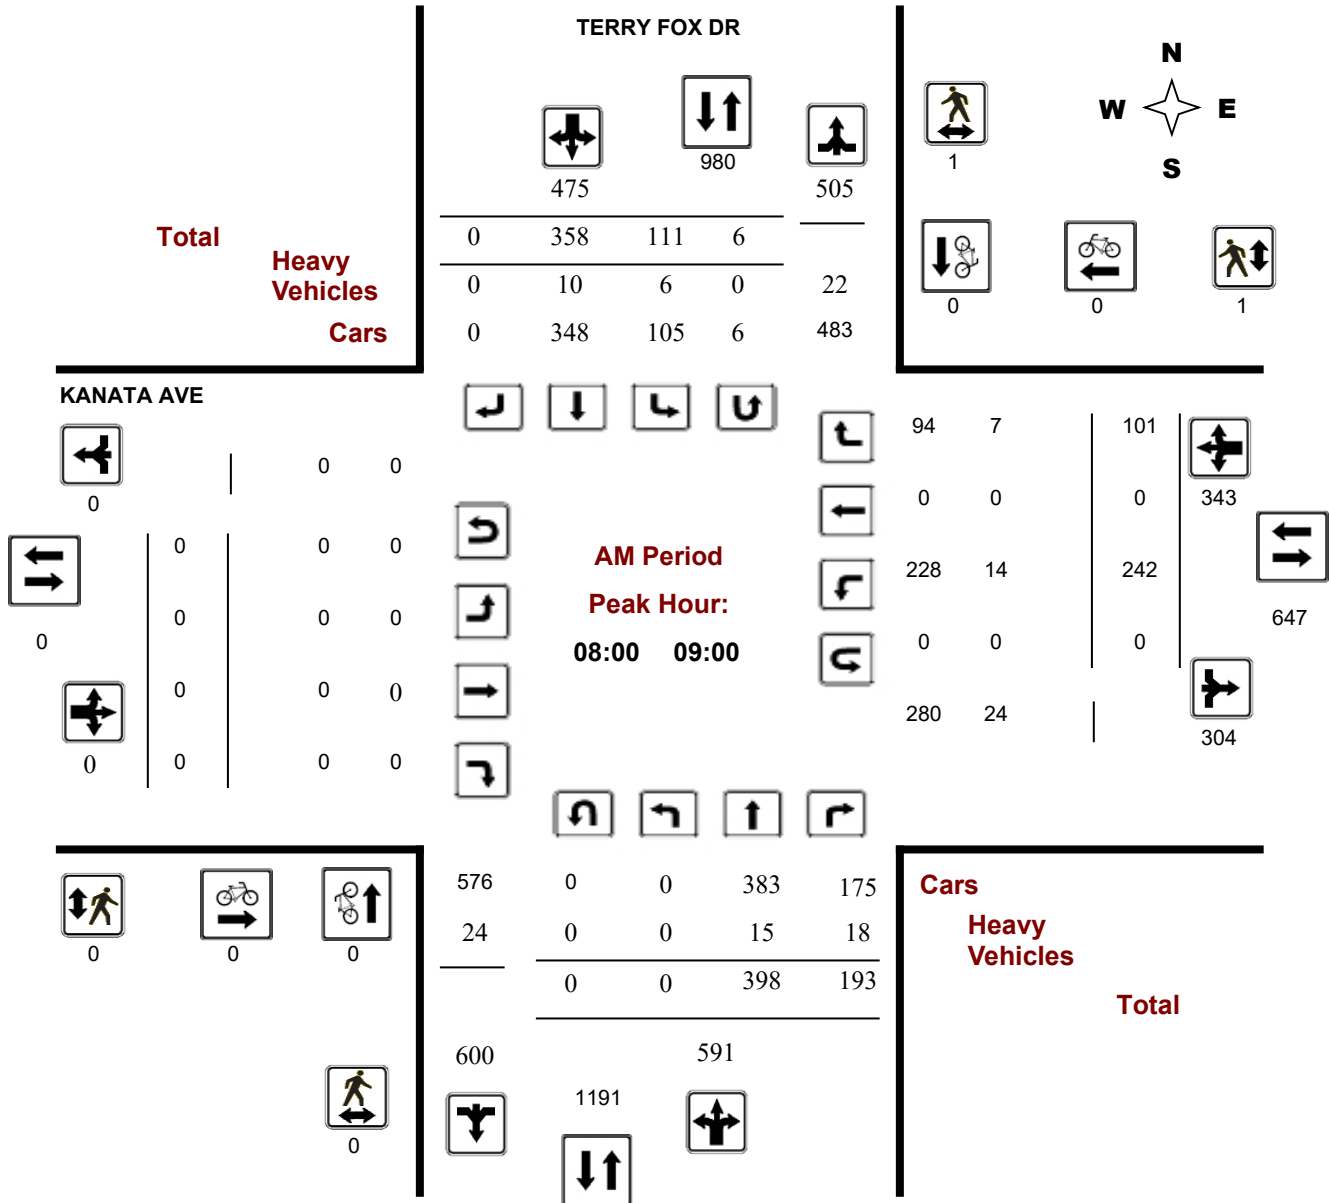 TERRY FOX DR
N
W E
S
980
1
475 505
Total 0 358 111 6
Heavy
Vehicles 0 10 6 0 22
0 0 1
Cars 0 348 105 6 483
KANATA AVE
94 7 101
0 0 0
0 0 0 343
0 0 0
AM Period
228 14 242
0 0 0
Peak Hour:
647
0
08:00 09:00
0 0 0
0 0 0
280 24
304
0 0 0 0
576 0 0 383 175
Cars
24 0 0 15 18
Heavy
Vehicles
0 0 0
0 0 398 193
Total
600 591
1191
0